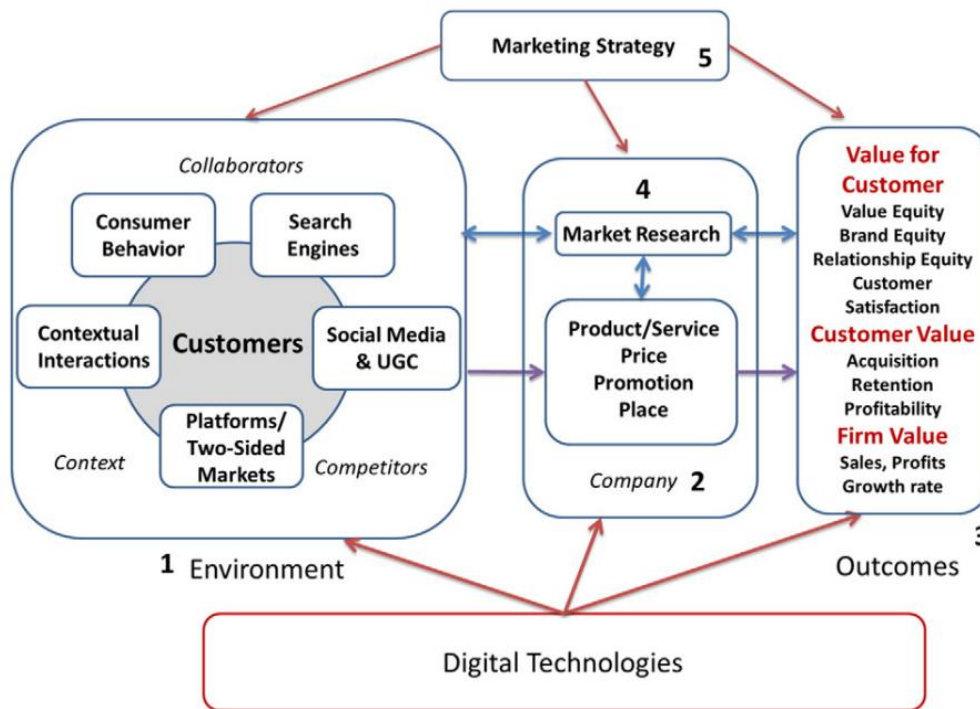 Marketing Strategy 5
Collaborators
Consumer
Behavior
Search
Engines
Contextual
Interactions
Customers
Social Media
& UGC
Platforms/
Two-Sided
Markets
Context
Competitors
1 Environment
4
Market Research
Product/Service
Price
Promotion
Place
Company 2
Value for
Customer
Value Equity
Brand Equity
Relationship Equity
Customer
Satisfaction
Customer Value
Acquisition
Retention
Profitability
Firm Value
Sales, Profits
Growth rate
3
Outcomes
Digital Technologies